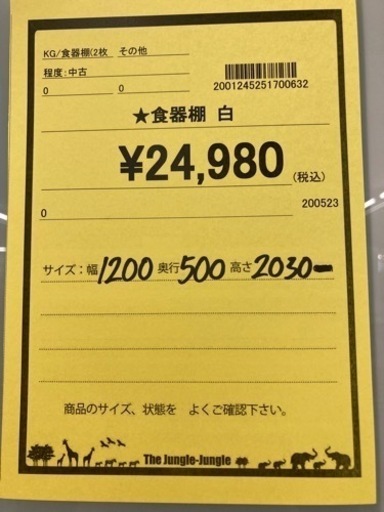 KG/食器棚(2枚 その他
程度:中古
0 0
2001245251700632
★食器棚 白
¥24,980 (税込)
0 200523
サイズ:幅1200奥行500高さ2030
商品のサイズ、状態を よくご確認下さい。
The Jungle-Jungle